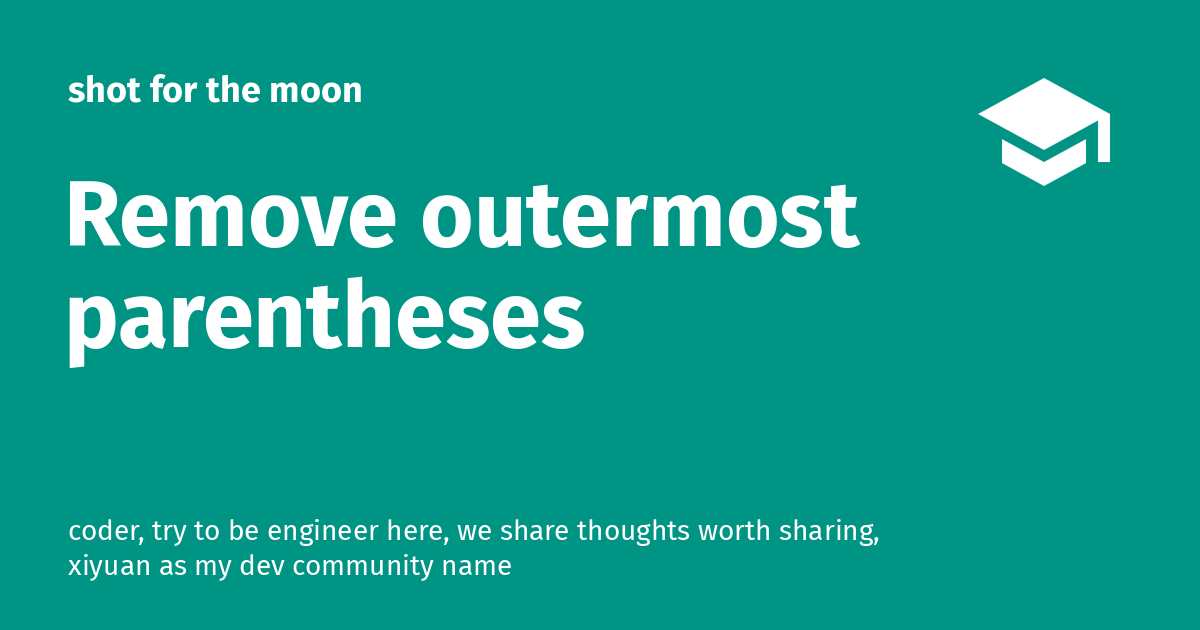 shot for the moon
Remove outermost
parentheses
coder, try to be engineer here, we share thoughts worth sharing,
xiyuan as my dev community name